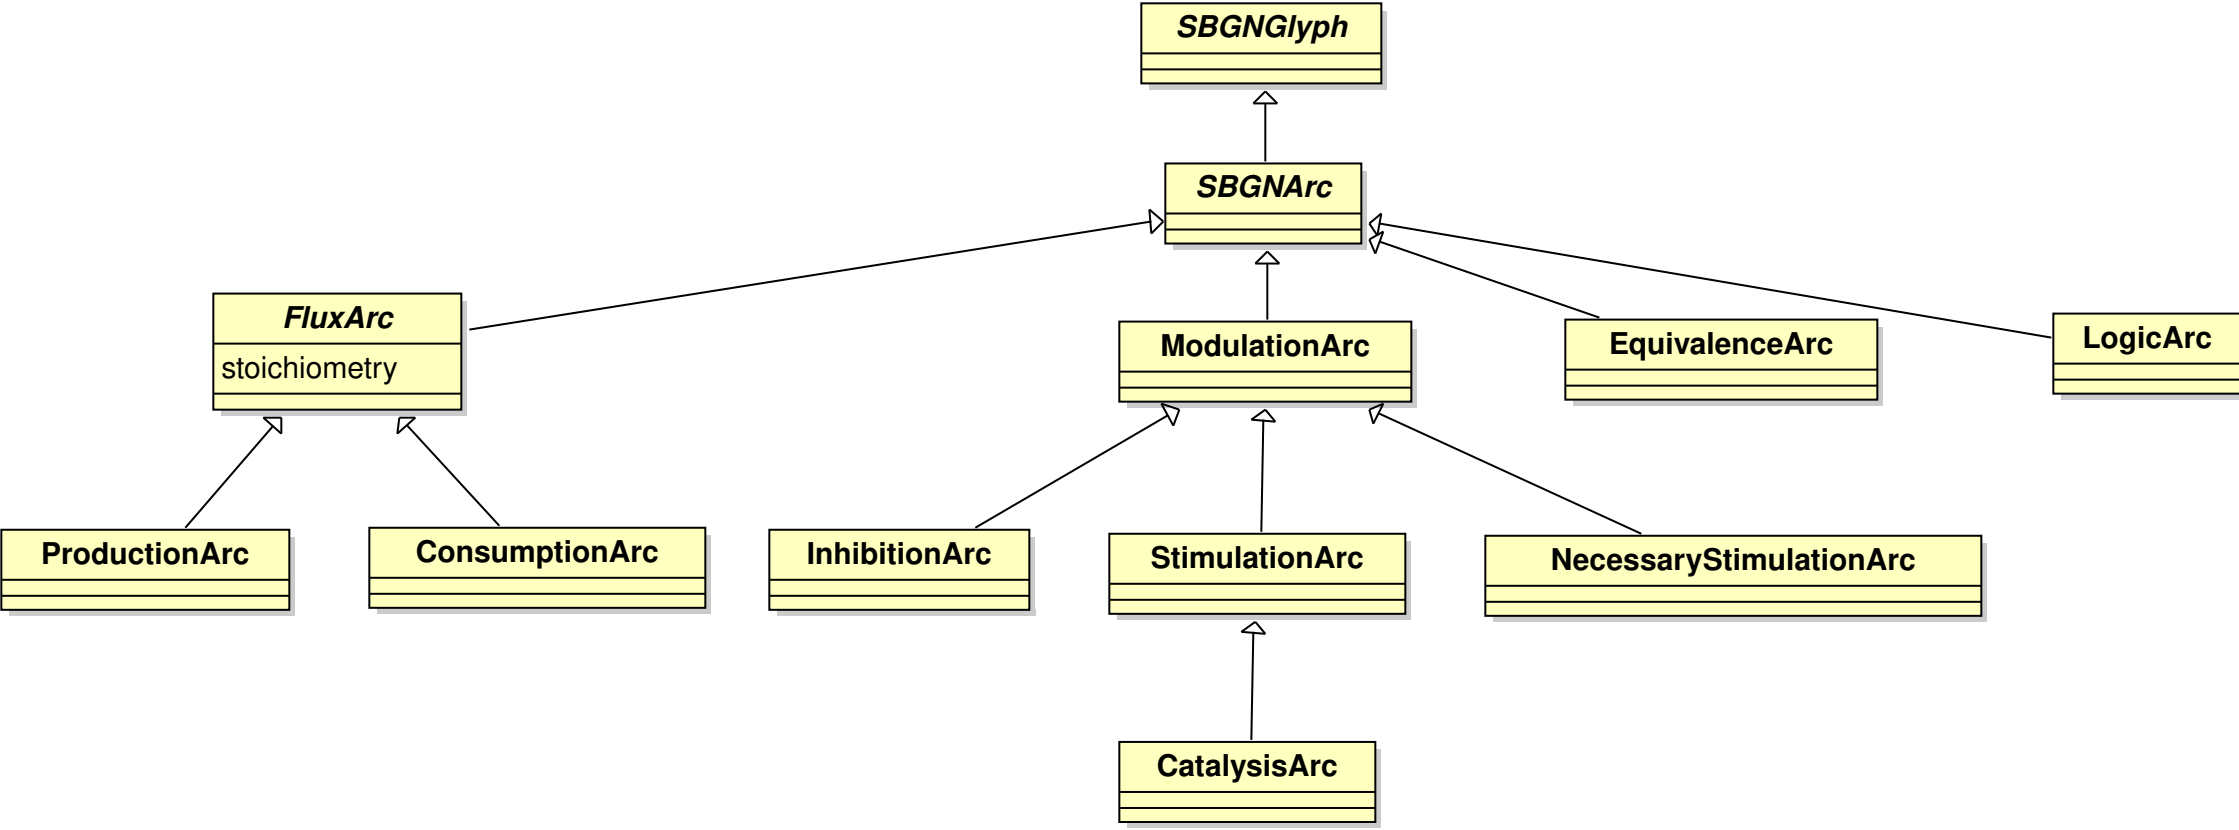 SBGNGlyph
SBGNArc
FluxArc
stoichiometry
ModulationArc
EquivalenceArc
LogicArc
ProductionArc
ConsumptionArc
InhibitionArc
StimulationArc
NecessaryStimulationArc
CatalysisArc